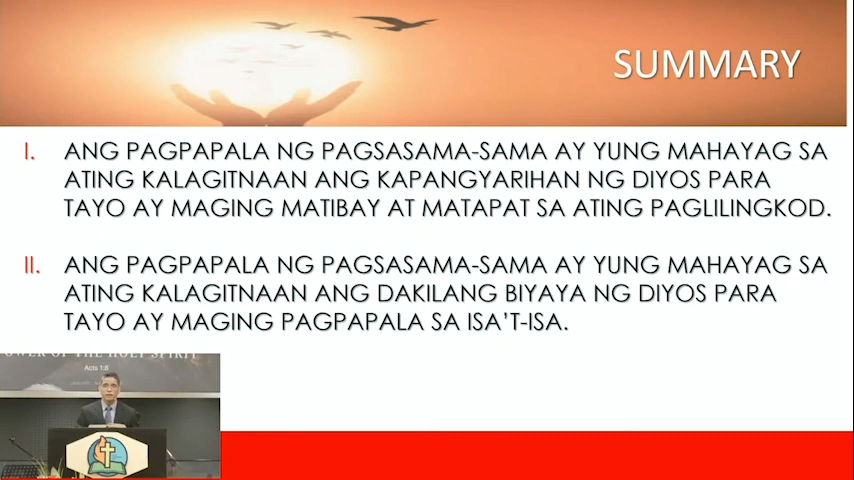 SUMMARY
I. ANG PAGPAPALA NG PAGSASAMA-SAMA AY YUNG MAHAYAG SA
ATING KALAGITNAAN ANG KAPANGYARIHAN NG DIYOS PARA
TAYO AY MAGING MATIBAY AT MATAPAT SA ATING PAGLILINGKOD.
II. ANG PAGPAPALA NG PAGSASAMA-SAMA AY YUNG MAHAYAG SA
ATING KALAGITNAAN ANG DAKILANG BIYAYA NG DIYOS PARA
TAYO AY MAGING PAGPAPALA SA ISA'T-ISA.
OF THE HOLY SPIRIT
Acts 1:8